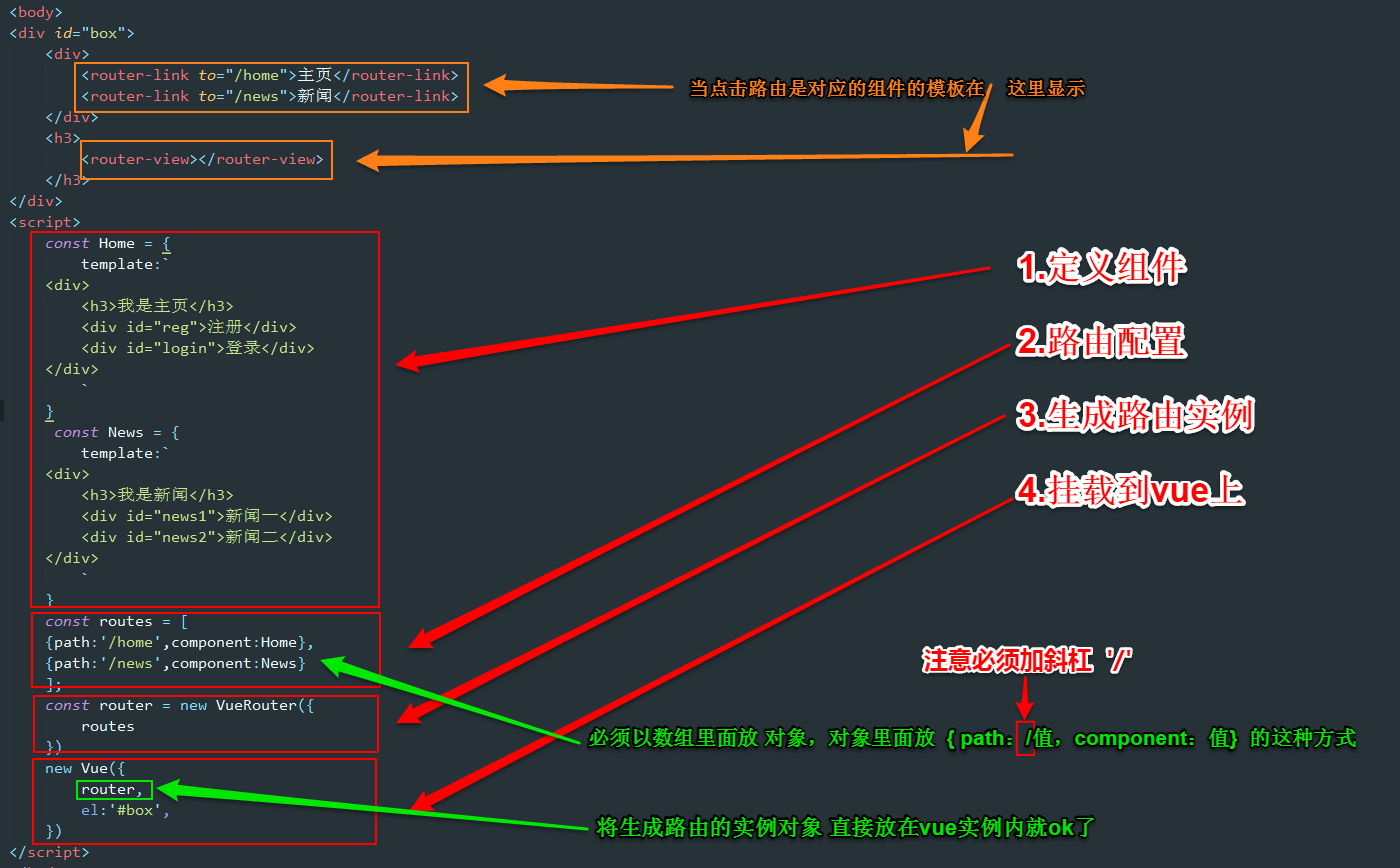 <body>
<div id="box">
<div>
<router-link to="/home">主页</router-link>
<router-link to="/news">新闻</router-link>
当点击路由是对应的组件的模板在 这里显示
</div>
<h3>
<router-view></router-view>
</h3>
</div>
<script>
const Home = {
template:`
<div>
<h3>我是主页</h3>
<div id="reg">注册</div>
<div id="login">登录</div>
</div>
`
}
const News = {
template:`
<div>
<h3>我是新闻</h3>
<div id="news1">新闻一</div>
<div id="news2">新闻二</div>
</div>
`
}
const routes = [
{path:'/home',component:Home},
{path:'/news',component:News}
];
const router = new VueRouter({
routes
})
new Vue({
router,
el:'#box',
})
</script>
1.定义组件
2.路由配置
3.生成路由实例
4.挂载到vue上
注意必须加斜杠 '/'
必须以数组里面放 对象，对象里面放 { path：/值，component：值} 的这种方式
将生成路由的实例对象 直接放在vue实例内就ok了